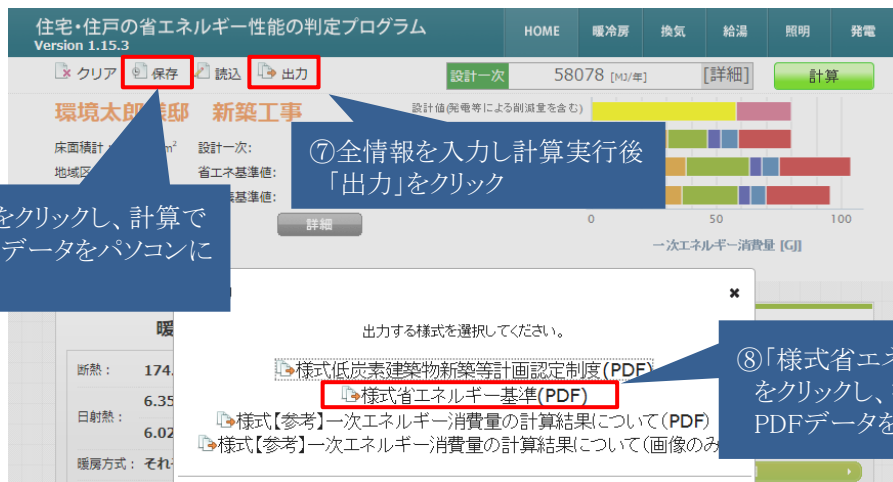 住宅・住戸の省エネルギー性能の判定プログラム
Version 1.15.3
HOME 暖冷房 換気 給湯 照明 発電
クリア 保存 読込 出力
設計一次 58078 [MJ/年] [詳細] 計算
環境太郎様邸 新築工事
設計値(発電等による削減量を含む)
床面積計
設計一次:
地域区
省エネ基準値:
基準値:
詳細
⑦全情報を入力し計算実行後
「出力」をクリック
をクリックし、計算で
データをパソコンに
0 50 100
一次エネルギー消費量 [GJ]
出力する様式を選択してください。
様式低炭素建築物新築等計画認定制度(PDF)
様式省エネルギー基準(PDF)
様式【参考】一次エネルギー消費量の計算結果について(PDF)
様式【参考】一次エネルギー消費量の計算結果について(画像のみ
⑧「様式省エネ
をクリックし、
PDFデータを
暖
断熱: 174.
6.35
日射熱:
6.02
暖房方式: それ